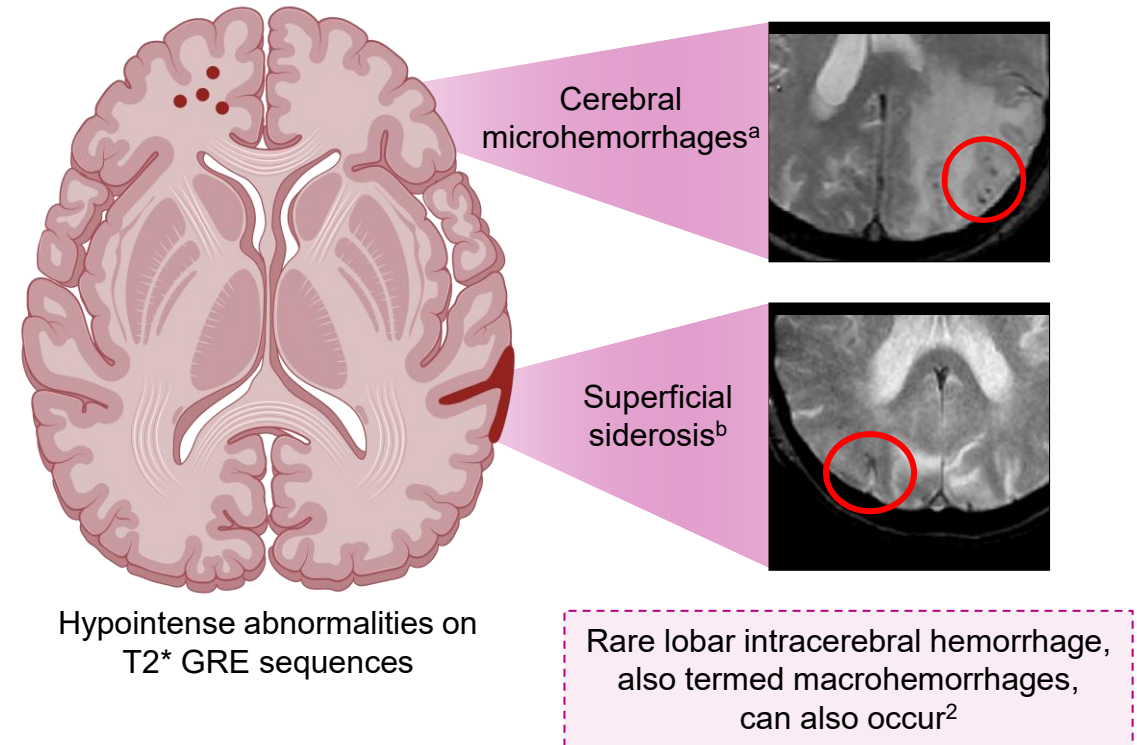 Cerebral
microhemorrhagesᵃ
Superficial
siderosisᵇ
Hypointense abnormalities on
T2* GRE sequences
Rare lobar intracerebral hemorrhage,
also termed macrohemorrhages,
can also occur²